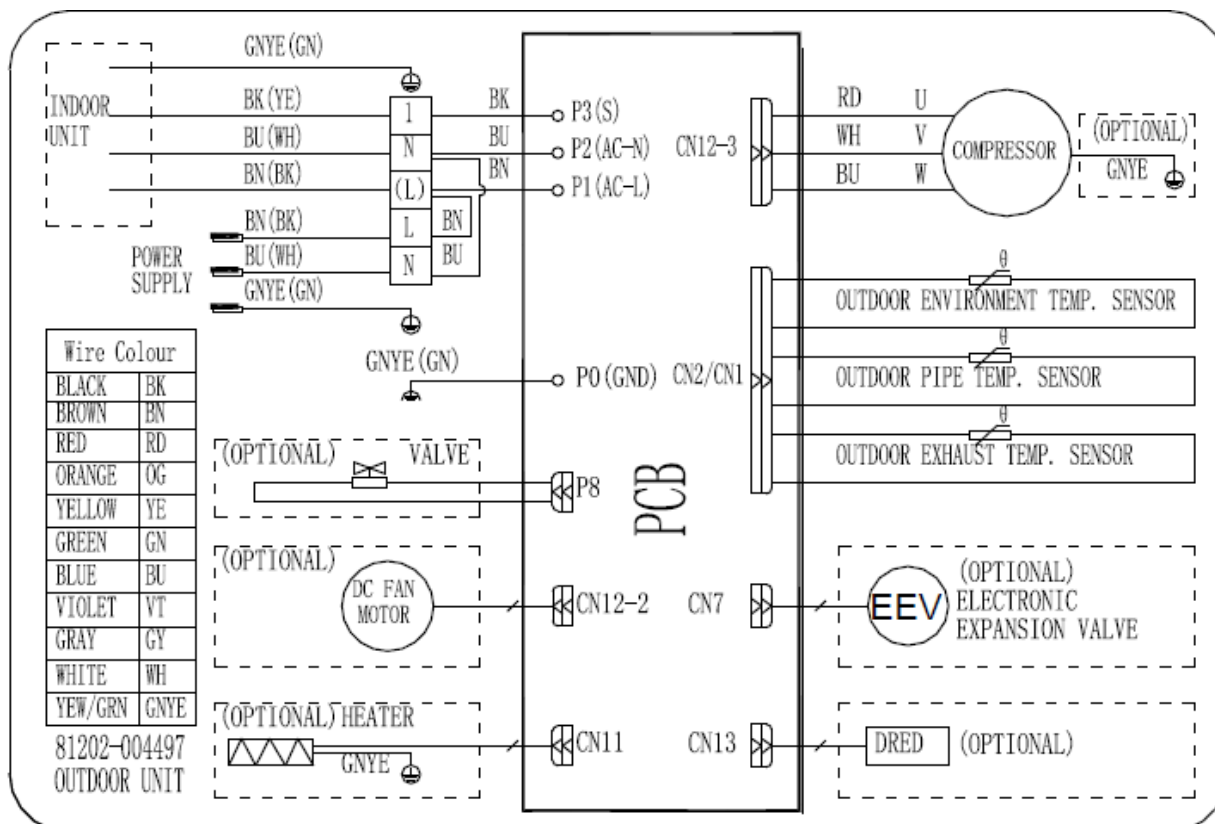 GNYE(GN)
INDOOR
UNIT
BK(YE)
BU(WH)
BN(BK)
1
N
(L)
L
N
BK
BU
BN
BN
BU
BN(BK)
BU(WH)
GNYE(GN)
POWER
SUPPLY
P3(S)
P2(AC-N)
P1(AC-L)
CN12-3
RD U
WH V
BU W
COMPRESSOR
(OPTIONAL)
GNYE
θ
OUTDOOR ENVIRONMENT TEMP. SENSOR
θ
OUTDOOR PIPE TEMP. SENSOR
θ
OUTDOOR EXHAUST TEMP. SENSOR
GNYE(GN)
P0(GND)
CN2/CN1
Wire Colour
BLACK BK
BROWN BN
RED RD
ORANGE OG
YELLOW YE
GREEN GN
BLUE BU
VIOLET VT
GRAY GY
WHITE WH
YEW/GRN GNYE
81202-004497
OUTDOOR UNIT
(OPTIONAL) VALVE
P8
PCB
(OPTIONAL)
DC FAN
MOTOR
CN12-2
CN7
EEV
(OPTIONAL)
ELECTRONIC
EXPANSION VALVE
(OPTIONAL) HEATER
GNYE
CN11
CN13
DRED
(OPTIONAL)